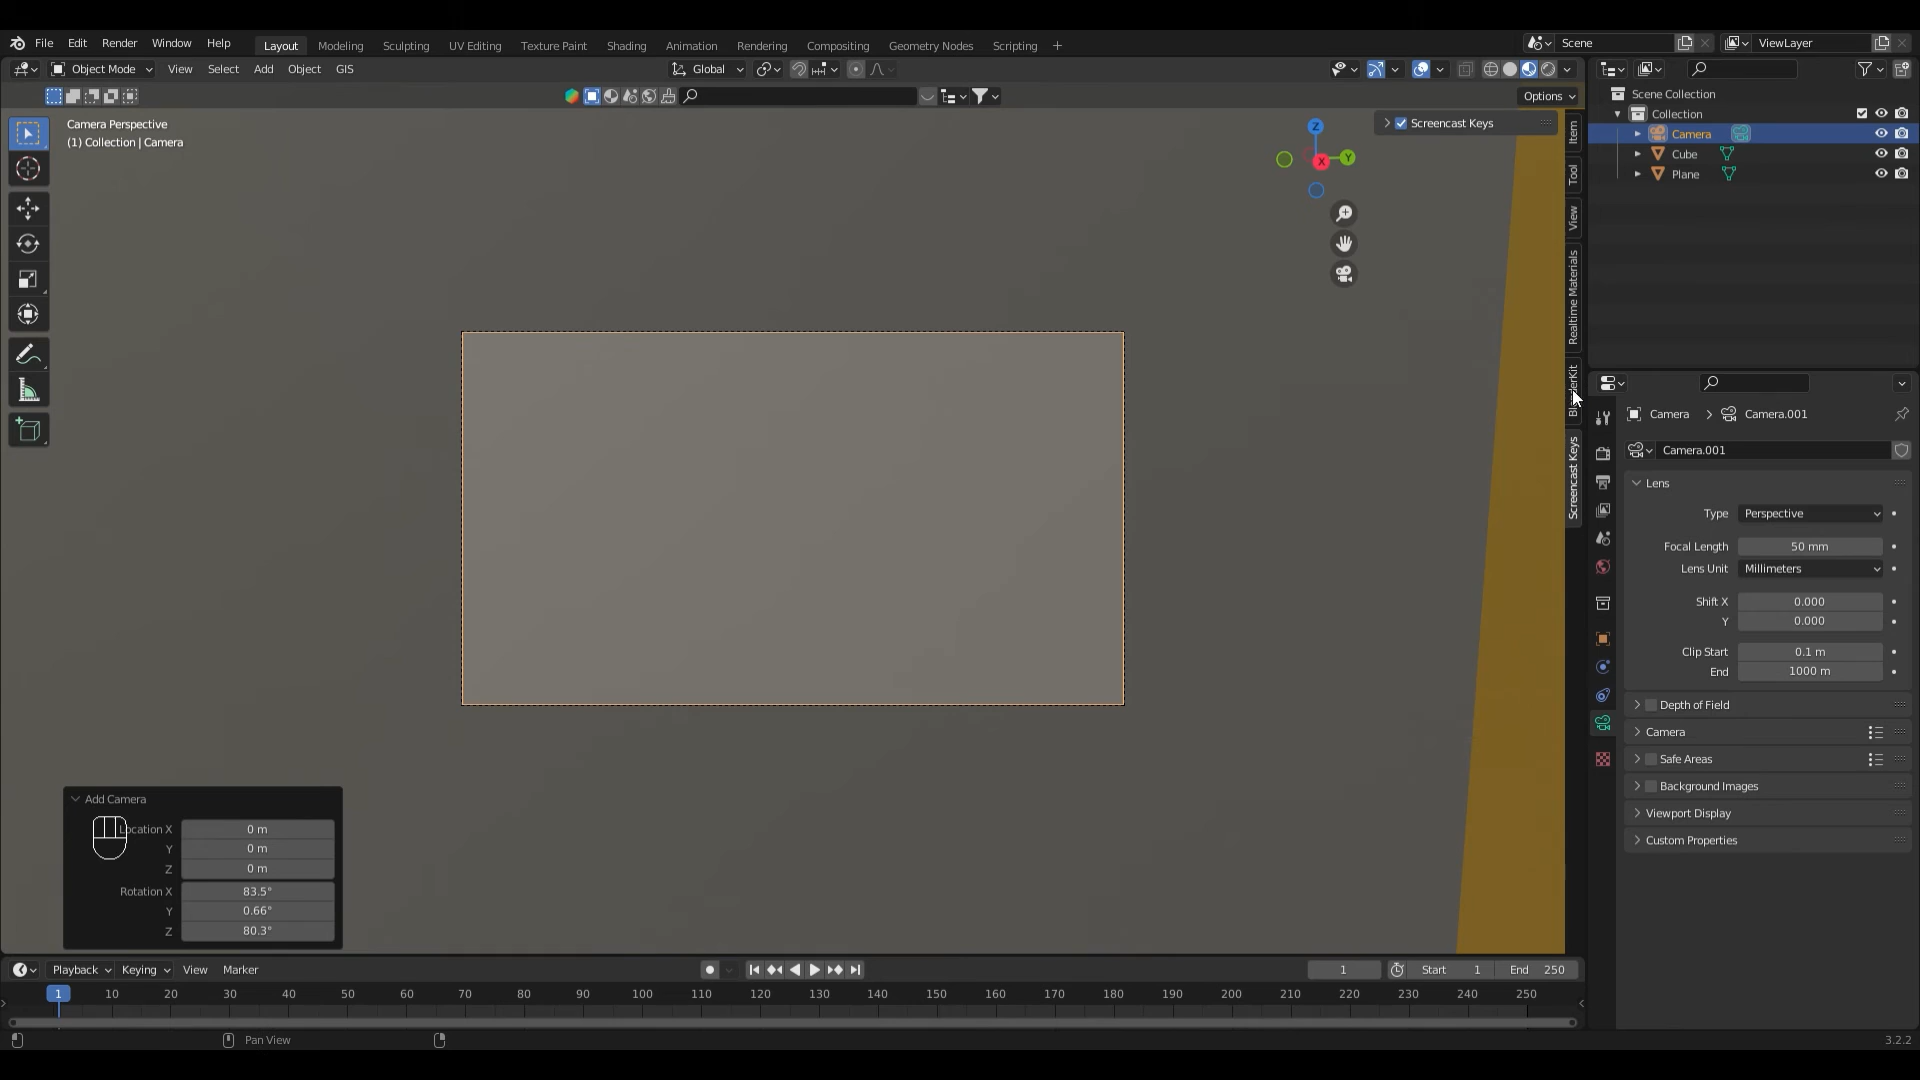 File Edit Render Window Help Layout Modeling Sculpting UV Editing Texture Paint Shading Animation Rendering Compositing Geometry Nodes Scripting + Scene ViewLayer
Object Mode View Select Add Object GIS Global
Options
Camera Perspective
(1) Collection | Camera
Screencast Keys
Z
Y
X
Item
Tool
View
Realtime Materials
Screencast Keys
Scene Collection
Collection
Camera
Cube
Plane
Camera > Camera.001
Camera.001
Lens
Type Perspective
Focal Length 50 mm
Lens Unit Millimeters
Shift X 0.000
Y 0.000
Clip Start 0.1 m
End 1000 m
Depth of Field
Camera
Safe Areas
Background Images
Viewport Display
Custom Properties
Add Camera
Location X 0 m
Y 0 m
Z 0 m
Rotation X 83.5°
Y 0.66°
Z 80.3°
Playback Keying View Marker 1 Start 1 End 250
1 10 20 30 40 50 60 70 80 90 100 110 120 130 140 150 160 170 180 190 200 210 220 230 240 250
Pan View 3.2.2